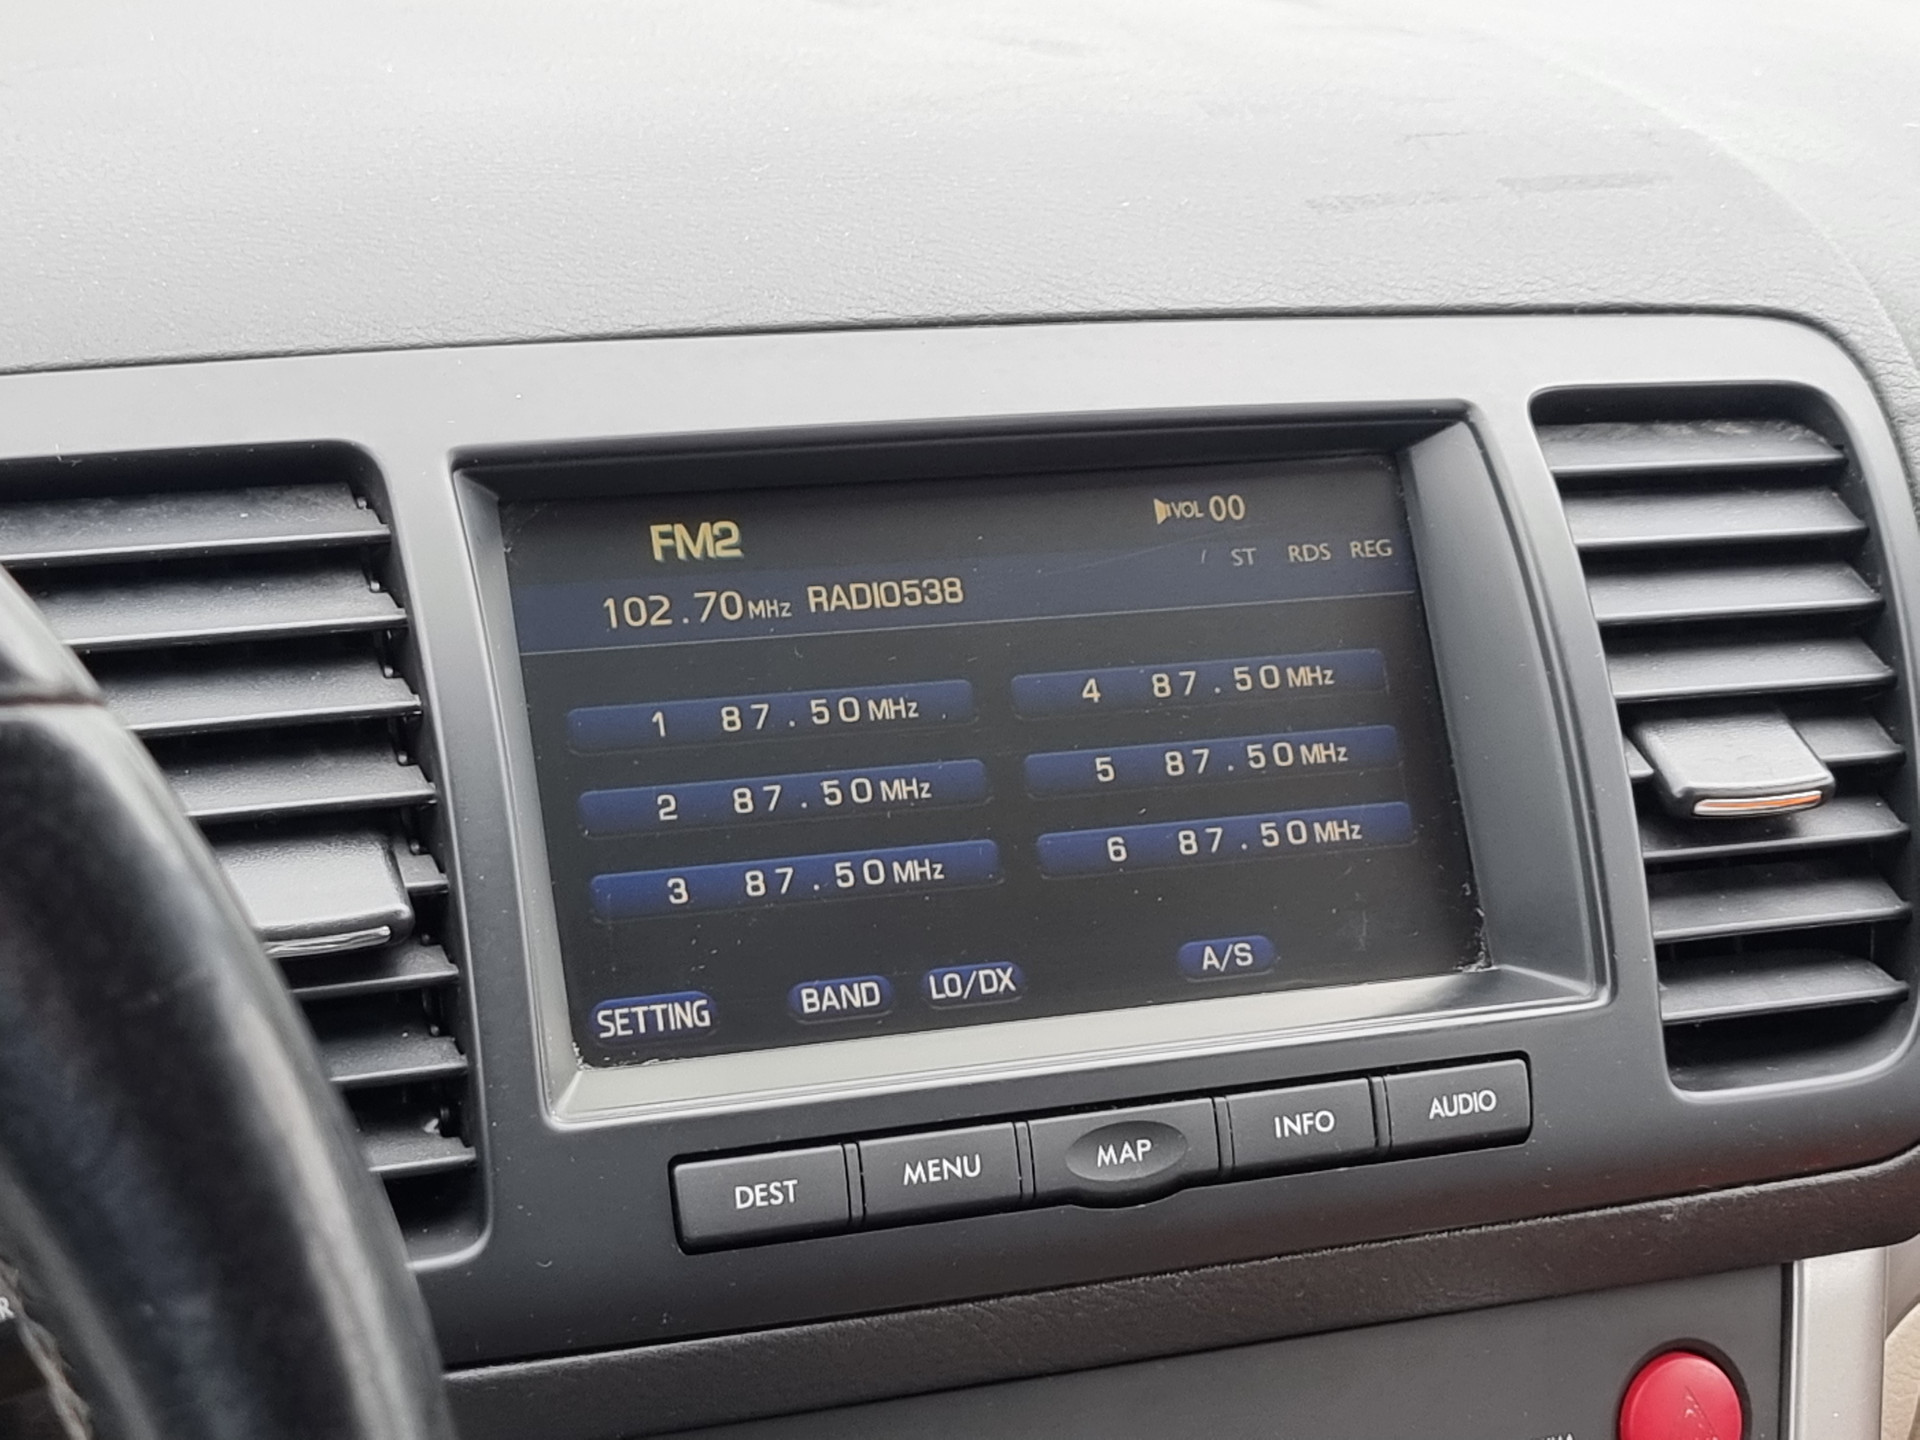 FM2
VOL 00
ST RDS REG
102.70MHz RADIO538
1 87.50MHz
4 87.50MHz
2 87.50MHz
5 87.50MHz
3 87.50MHz
6 87.50MHz
SETTING
BAND
LO/DX
A/S
DEST
MENU
MAP
INFO
AUDIO